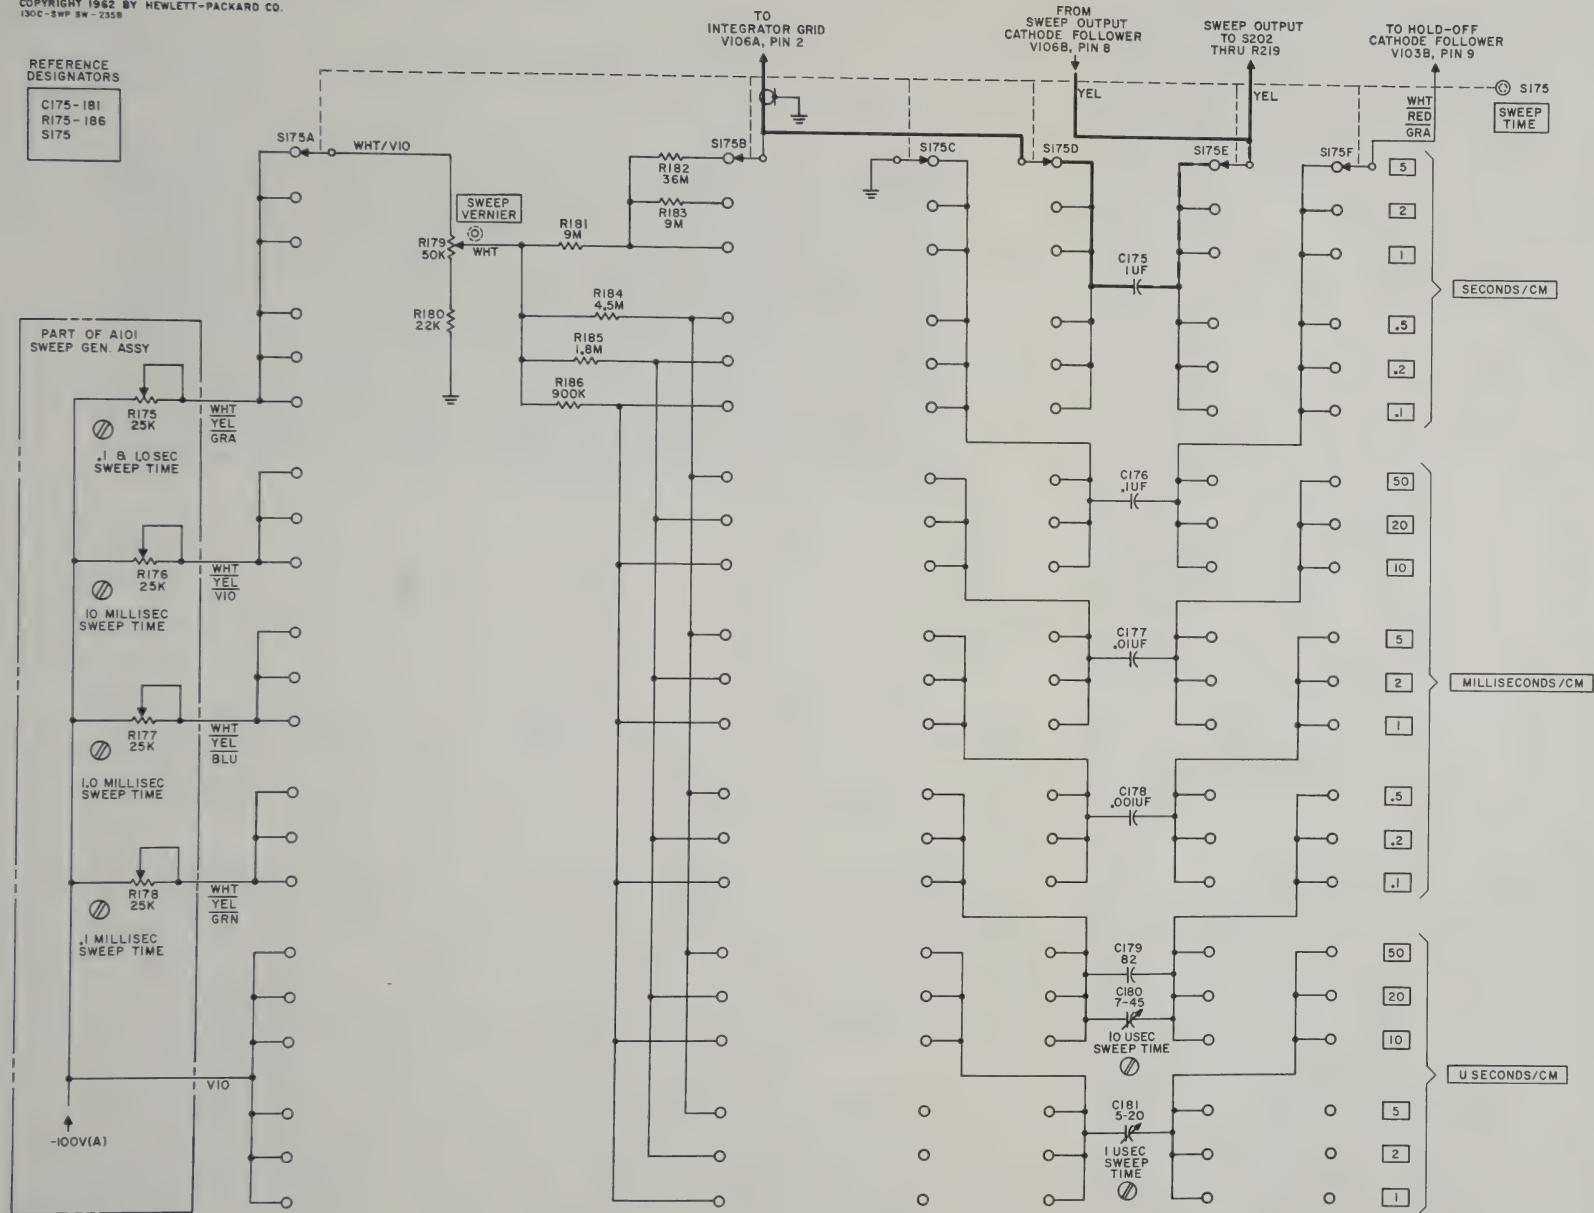 COPYRIGHT 1962 BY HEWLETT-PACKARD CO.
130C-SWP SW-235B
REFERENCE
DESIGNATORS
C175-181
R175-186
S175
TO
INTEGRATOR GRID
V106A, PIN 2
FROM
SWEEP OUTPUT
CATHODE FOLLOWER
V106B, PIN 8
SWEEP OUTPUT
TO S202
THRU R219
TO HOLD-OFF
CATHODE FOLLOWER
V103B, PIN 9
YEL
YEL
WHT
RED
GRA
S175
SWEEP
TIME
S175A
WHT/VIO
S175B
S175C
S175D
S175E
S175F
R182
36M
R183
9M
SWEEP
VERNIER
R179
50K
WHT
R181
9M
R180
22K
R184
4.5M
R185
1.8M
R186
900K
C175
1UF
5
2
1
.5
.2
.1
SECONDS/CM
PART OF A101
SWEEP GEN. ASSY
R175
25K
WHT
YEL
GRA
.1 & 1.0 SEC
SWEEP TIME
R176
25K
WHT
YEL
VIO
10 MILLISEC
SWEEP TIME
R177
25K
WHT
YEL
BLU
1.0 MILLISEC
SWEEP TIME
R178
25K
WHT
YEL
GRN
.1 MILLISEC
SWEEP TIME
VIO
-100V(A)
C176
.1UF
50
20
10
C177
.01UF
5
2
1
MILLISECONDS/CM
C178
.001UF
.5
.2
.1
C179
82
C180
7-45
10 USEC
SWEEP TIME
50
20
10
U SECONDS/CM
C181
5-20
1 USEC
SWEEP
TIME
5
2
1